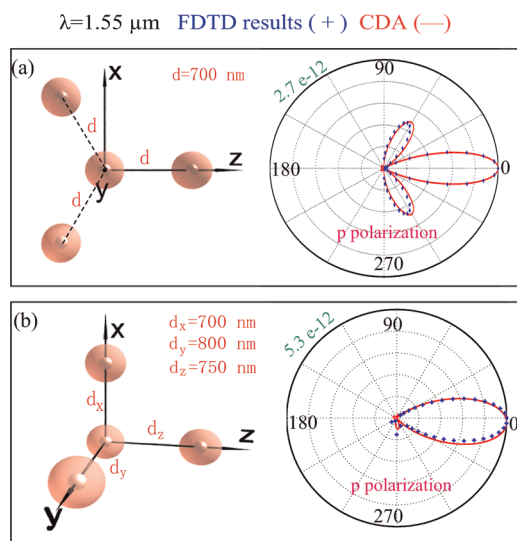 λ=1.55 μm FDTD results ( + ) CDA (—)
(a)
X
d=700 nm
d
d
Z
y
d
2.7 e-12
90
180
0
p polarization
270
(b)
X
dx=700 nm
dy=800 nm
dz=750 nm
dx
dz
Z
dy
y
5.3 e-12
90
180
0
p polarization
270